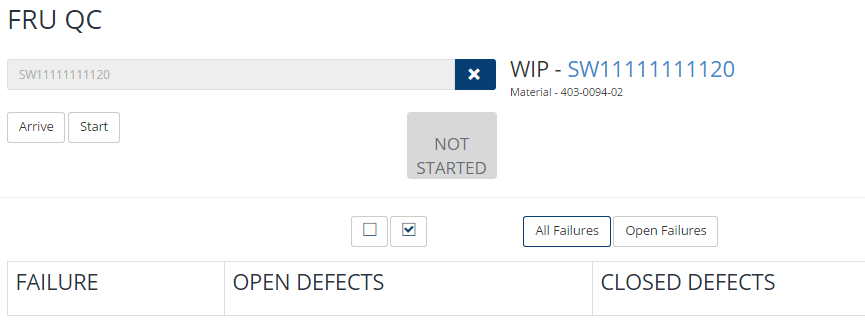 FRU QC
SW11111111120
WIP - SW11111111120
Material - 403-0094-02
Arrive
Start
NOT
STARTED
All Failures
Open Failures
FAILURE
OPEN DEFECTS
CLOSED DEFECTS